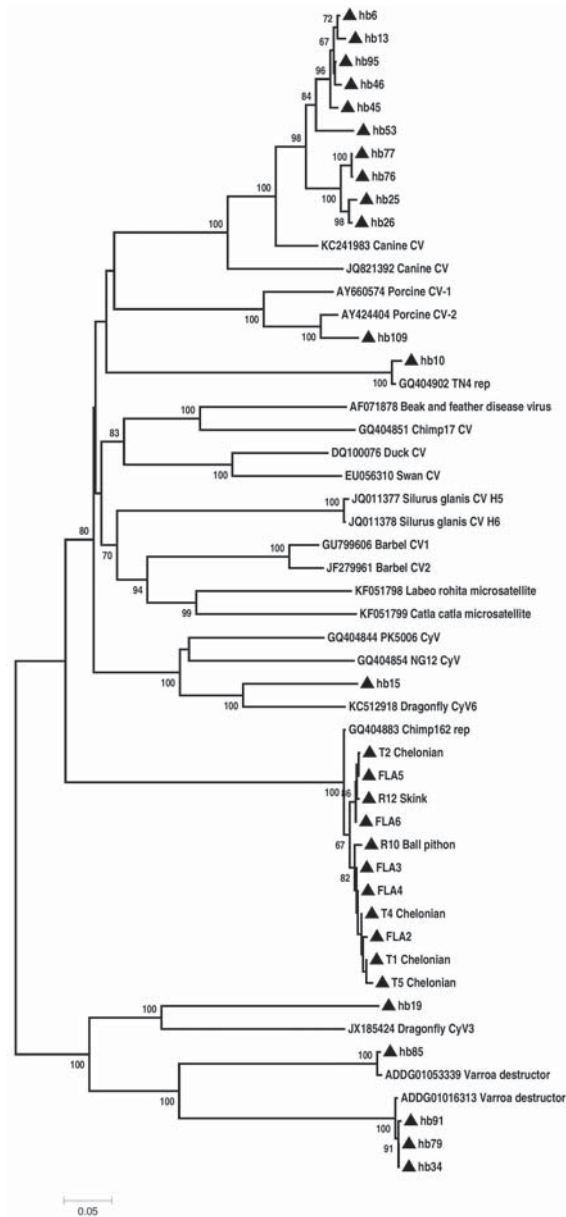 72
▲ hb6
67
▲ hb13
▲ hb95
96
▲ hb46
84
▲ hb45
▲ hb53
98
▲ hb77
100
▲ hb76
100
▲ hb25
98
▲ hb26
100
KC241983 Canine CV
100
JQ821392 Canine CV
AY660574 Porcine CV-1
100
AY424404 Porcine CV-2
100
▲ hb109
▲ hb10
100
GQ404902 TN4 rep
AF071878 Beak and feather disease virus
100
GQ404851 Chimp17 CV
83
DQ100076 Duck CV
100
EU056310 Swan CV
JQ011377 Silurus glanis CV H5
100
JQ011378 Silurus glanis CV H6
80
GU799606 Barbel CV1
100
70
JF279961 Barbel CV2
94
KF051798 Labeo rohita microsatellite
99
KF051799 Catla catla microsatellite
GQ404844 PK5006 CyV
GQ404854 NG12 CyV
100
▲ hb15
100
KC512918 Dragonfly CyV6
GQ404883 Chimp162 rep
▲ T2 Chelonian
▲ FLA5
100
▲ R12 Skink
▲ FLA6
67
▲ R10 Ball pithon
▲ FLA3
82
▲ FLA4
▲ T4 Chelonian
▲ FLA2
▲ T1 Chelonian
▲ T5 Chelonian
▲ hb19
100
JX185424 Dragonfly CyV3
100
▲ hb85
100
ADDG01053339 Varroa destructor
100
ADDG01016313 Varroa destructor
▲ hb91
100
▲ hb79
91
▲ hb34
0.05